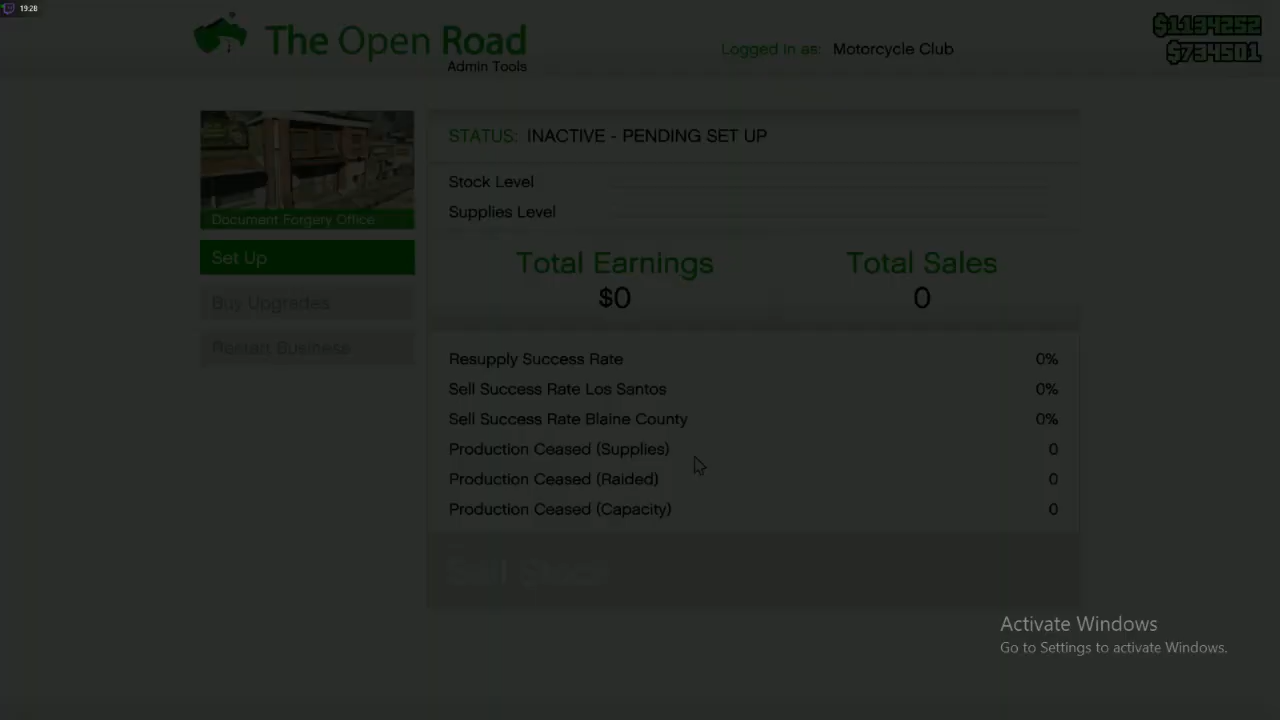 19:28
The Open Road
Admin Tools
Logged in as: Motorcycle Club
$1134252
$734501
Document Forgery Office
Set Up
Buy Upgrades
Restart Business
STATUS: INACTIVE - PENDING SET UP
Stock Level
Supplies Level
Total Earnings
$0
Total Sales
0
Resupply Success Rate 0%
Sell Success Rate Los Santos 0%
Sell Success Rate Blaine County 0%
Production Ceased (Supplies) 0
Production Ceased (Raided) 0
Production Ceased (Capacity) 0
Sell Stock
Activate Windows
Go to Settings to activate Windows.